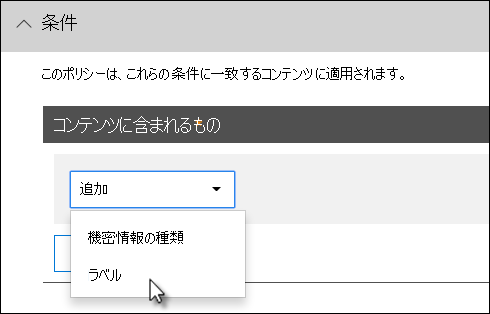 条件
このポリシーは、これらの条件に一致するコンテンツに適用されます。
コンテンツに含まれるもの
追加
機密情報の種類
ラベル